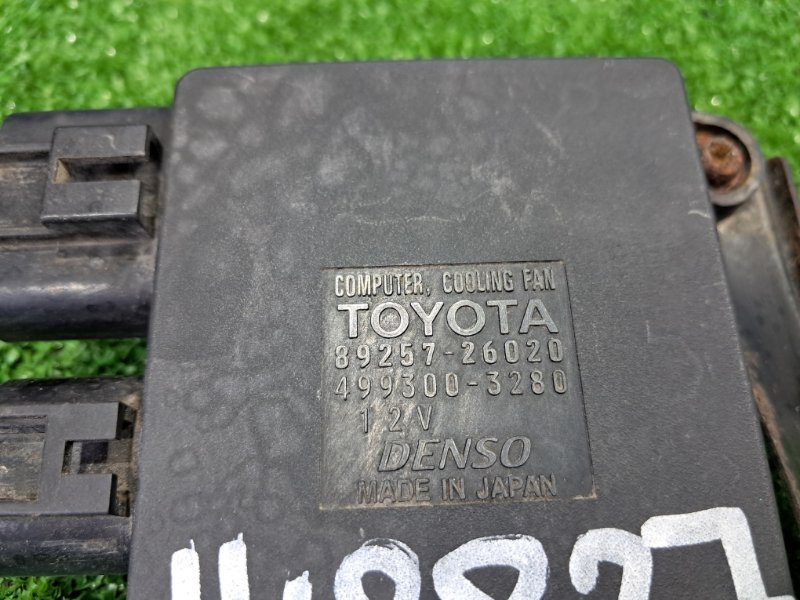 COMPUTER, COOLING FAN
TOYOTA
89257-26020
499300-3280
12V
DENSO
MADE IN JAPAN